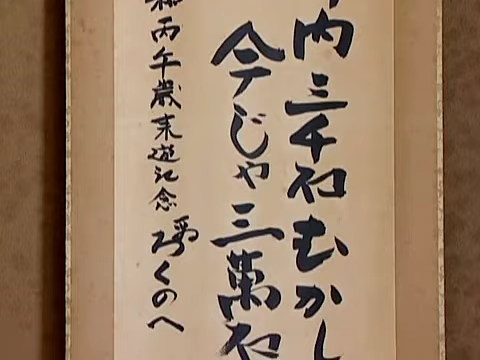 内三千石むかし
今じゃ三萬石
和丙午歳来遊記念
くのへ